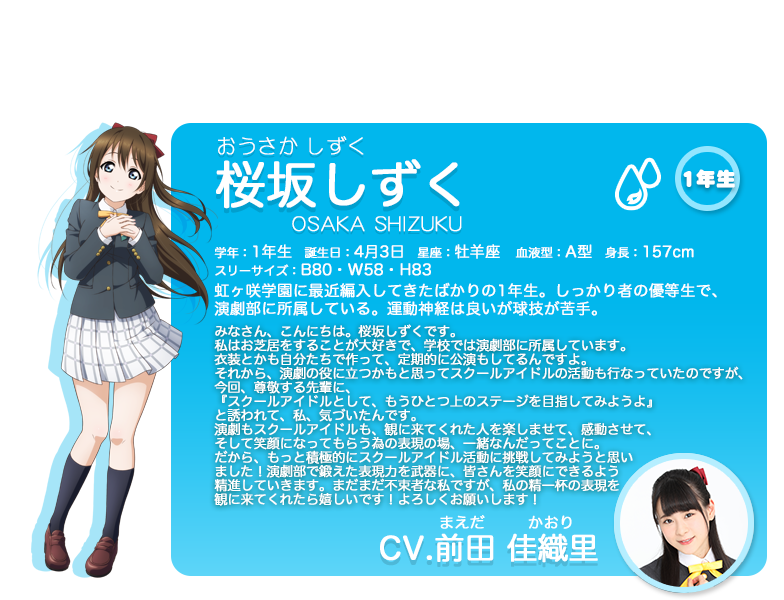 おうさか しずく
桜坂しずく
OSAKA SHIZUKU
1年生
学年：1年生 誕生日：4月3日 星座：牡羊座 血液型：A型 身長：157cm
スリーサイズ：B80・W58・H83
虹ヶ咲学園に最近編入してきたばかりの1年生。しっかり者の優等生で、
演劇部に所属している。運動神経は良いが球技が苦手。
みなさん、こんにちは。桜坂しずくです。
私はお芝居をすることが大好きで、学校では演劇部に所属しています。
衣装とかも自分たちで作って、定期的に公演もしてるんですよ。
それから、演劇の役に立つかもと思ってスクールアイドルの活動も行なっていたのですが、
今回、尊敬する先輩に、
『スクールアイドルとして、もうひとつ上のステージを目指してみようよ』
と誘われて、私、気づいたんです。
演劇もスクールアイドルも、観に来てくれた人を楽しませて、感動させて、
そして笑顔になってもらう為の表現の場、一緒なんだってことに。
だから、もっと積極的にスクールアイドル活動に挑戦してみようと思い
ました！演劇部で鍛えた表現力を武器に、皆さんを笑顔にできるよう
精進していきます。まだまだ不束者な私ですが、私の精一杯の表現を
観に来てくれたら嬉しいです！よろしくお願いします！
まえだ かおり
CV.前田 佳織里